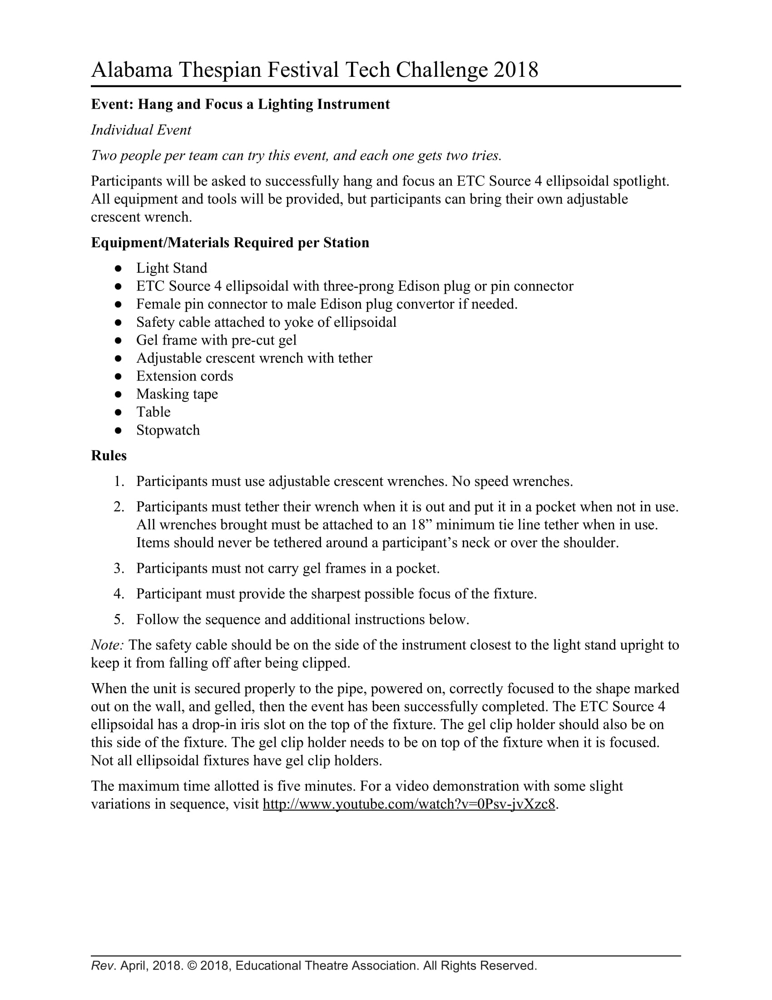 Alabama Thespian Festival Tech Challenge 2018
Event: Hang and Focus a Lighting Instrument
Individual Event
Two people per team can try this event, and each one gets two tries.
Participants will be asked to successfully hang and focus an ETC Source 4 ellipsoidal spotlight.
All equipment and tools will be provided, but participants can bring their own adjustable
crescent wrench.
Equipment/Materials Required per Station
● Light Stand
● ETC Source 4 ellipsoidal with three-prong Edison plug or pin connector
● Female pin connector to male Edison plug convertor if needed.
● Safety cable attached to yoke of ellipsoidal
● Gel frame with pre-cut gel
● Adjustable crescent wrench with tether
● Extension cords
● Masking tape
● Table
● Stopwatch
Rules
1. Participants must use adjustable crescent wrenches. No speed wrenches.
2. Participants must tether their wrench when it is out and put it in a pocket when not in use.
All wrenches brought must be attached to an 18” minimum tie line tether when in use.
Items should never be tethered around a participant’s neck or over the shoulder.
3. Participants must not carry gel frames in a pocket.
4. Participant must provide the sharpest possible focus of the fixture.
5. Follow the sequence and additional instructions below.
Note: The safety cable should be on the side of the instrument closest to the light stand upright to
keep it from falling off after being clipped.
When the unit is secured properly to the pipe, powered on, correctly focused to the shape marked
out on the wall, and gelled, then the event has been successfully completed. The ETC Source 4
ellipsoidal has a drop-in iris slot on the top of the fixture. The gel clip holder should also be on
this side of the fixture. The gel clip holder needs to be on top of the fixture when it is focused.
Not all ellipsoidal fixtures have gel clip holders.
The maximum time allotted is five minutes. For a video demonstration with some slight
variations in sequence, visit http://www.youtube.com/watch?v=0Psv-jvXzc8.
Rev. April, 2018. © 2018, Educational Theatre Association. All Rights Reserved.